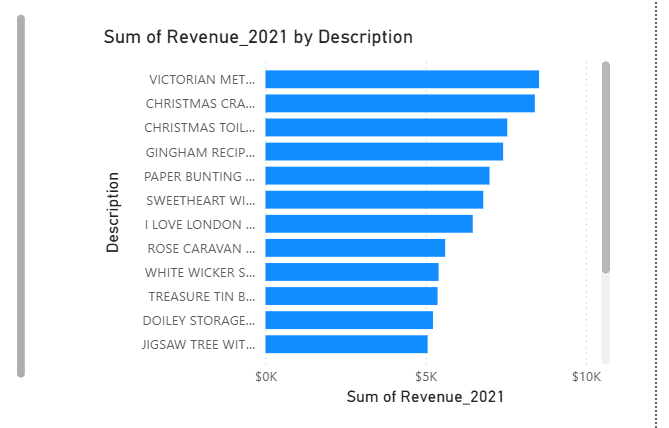 Sum of Revenue_2021 by Description
VICTORIAN MET...
CHRISTMAS CRA...
CHRISTMAS TOIL...
GINGHAM RECIP...
PAPER BUNTING ...
SWEETHEART WI...
I LOVE LONDON ...
ROSE CARAVAN ...
WHITE WICKER S...
TREASURE TIN B...
DOILEY STORAGE...
JIGSAW TREE WIT...
Description
$0K $5K $10K
Sum of Revenue_2021